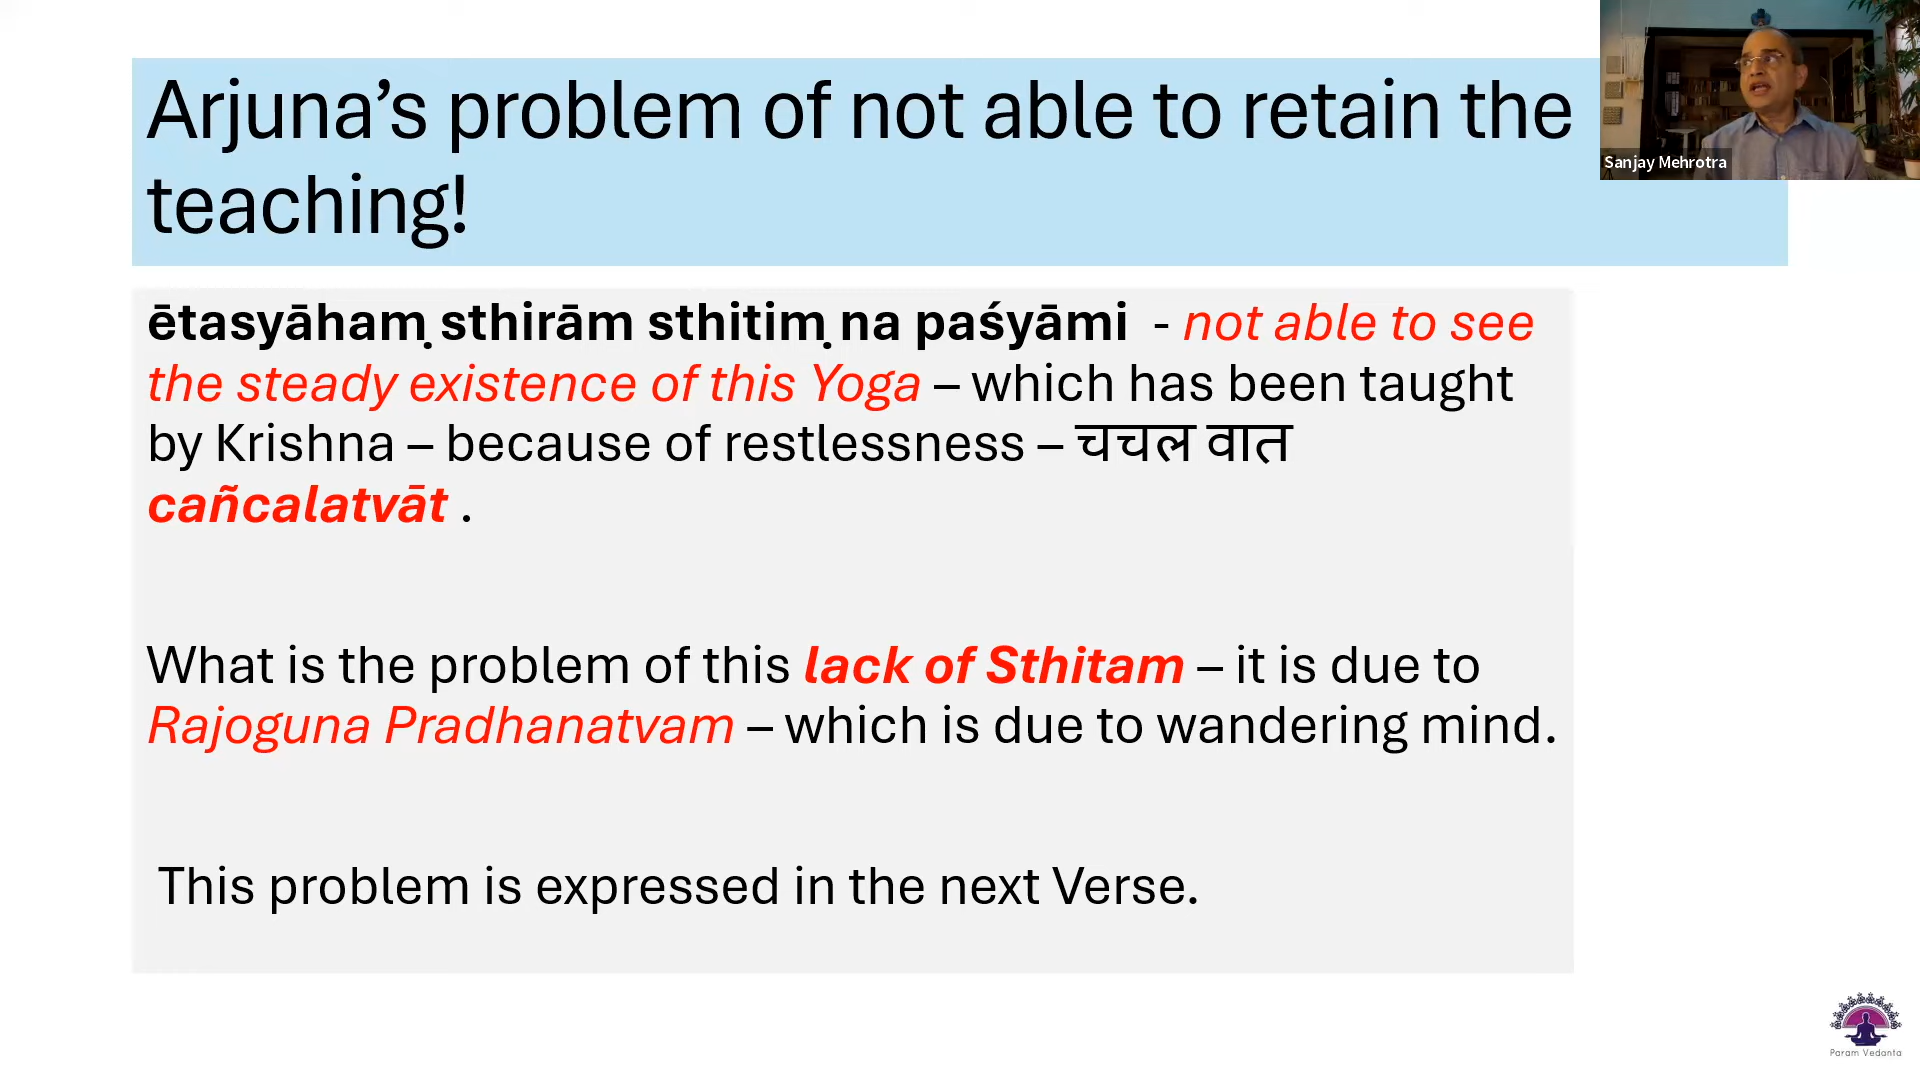 Arjuna’s problem of not able to retain the
teaching!
Sanjay Mehrotra
ētasyāhaṃ sthirām sthitiṃ na paśyāmi - not able to see
the steady existence of this Yoga – which has been taught
by Krishna – because of restlessness – चचल वात
cañcalatvāt .
What is the problem of this lack of Sthitam – it is due to
Rajoguna Pradhanatvam – which is due to wandering mind.
This problem is expressed in the next Verse.
Param Vedanta